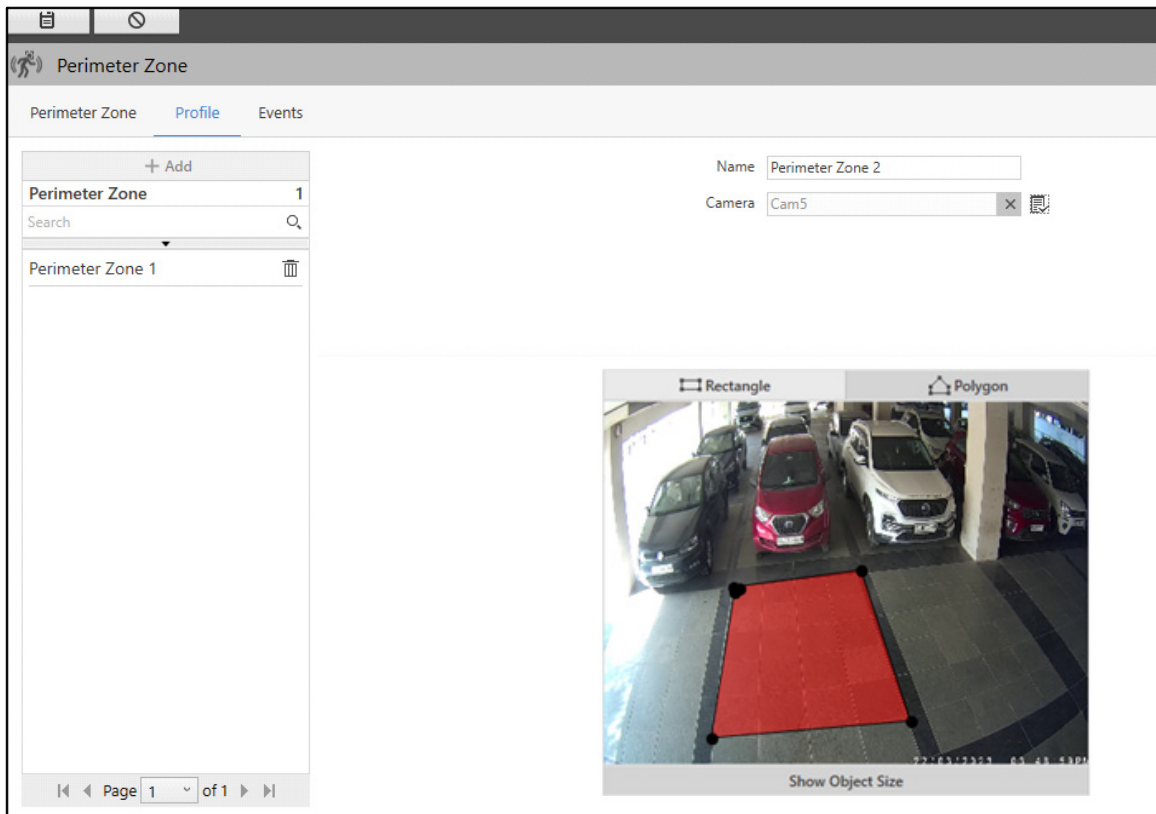 Perimeter Zone
Perimeter Zone Profile Events
+ Add
Perimeter Zone 1
Search
Perimeter Zone 1
Page 1 of 1
Name Perimeter Zone 2
Camera Cam5
Rectangle Polygon
Show Object Size